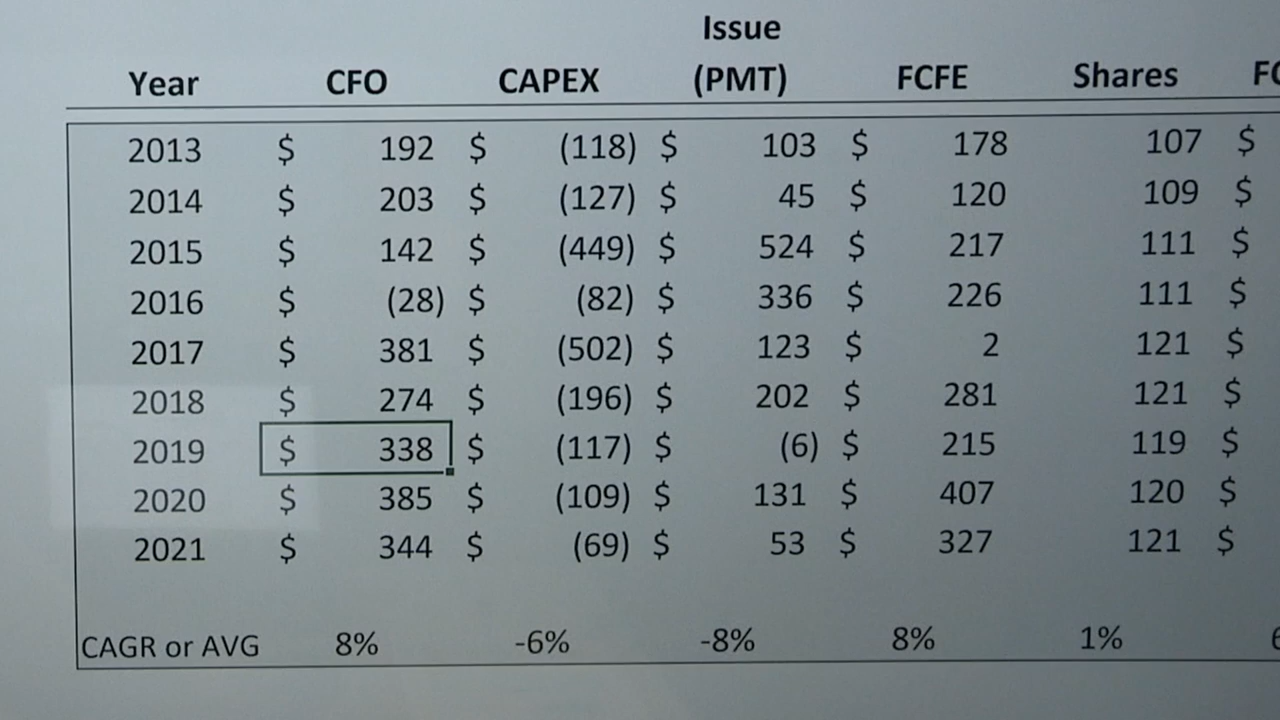 Issue
Year CFO CAPEX (PMT) FCFE Shares
2013 $ 192 $ (118) $ 103 $ 178 107 $
2014 $ 203 $ (127) $ 45 $ 120 109 $
2015 $ 142 $ (449) $ 524 $ 217 111 $
2016 $ (28) $ (82) $ 336 $ 226 111 $
2017 $ 381 $ (502) $ 123 $ 2 121 $
2018 $ 274 $ (196) $ 202 $ 281 121 $
2019 $ 338 $ (117) $ (6) $ 215 119 $
2020 $ 385 $ (109) $ 131 $ 407 120 $
2021 $ 344 $ (69) $ 53 $ 327 121 $
CAGR or AVG 8% -6% -8% 8% 1%